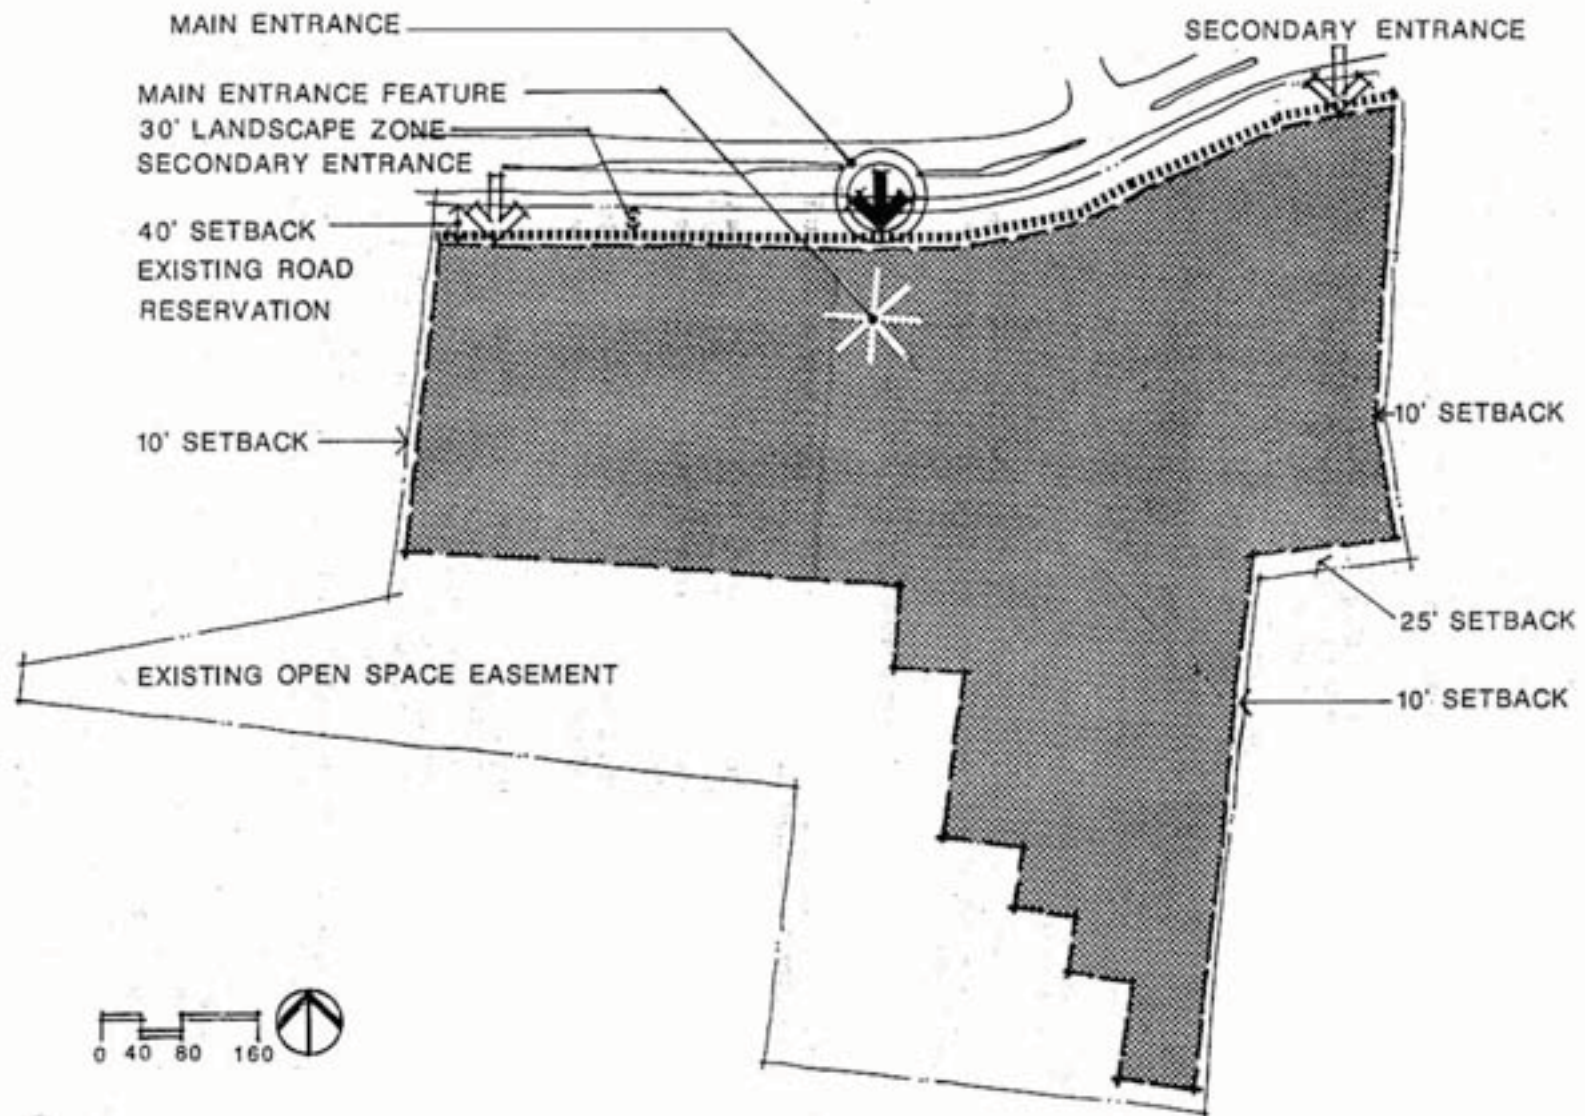 MAIN ENTRANCE
SECONDARY ENTRANCE
MAIN ENTRANCE FEATURE
30' LANDSCAPE ZONE
SECONDARY ENTRANCE
40' SETBACK
EXISTING ROAD
RESERVATION
10' SETBACK
10' SETBACK
25' SETBACK
EXISTING OPEN SPACE EASEMENT
10' SETBACK
0 40 80 160